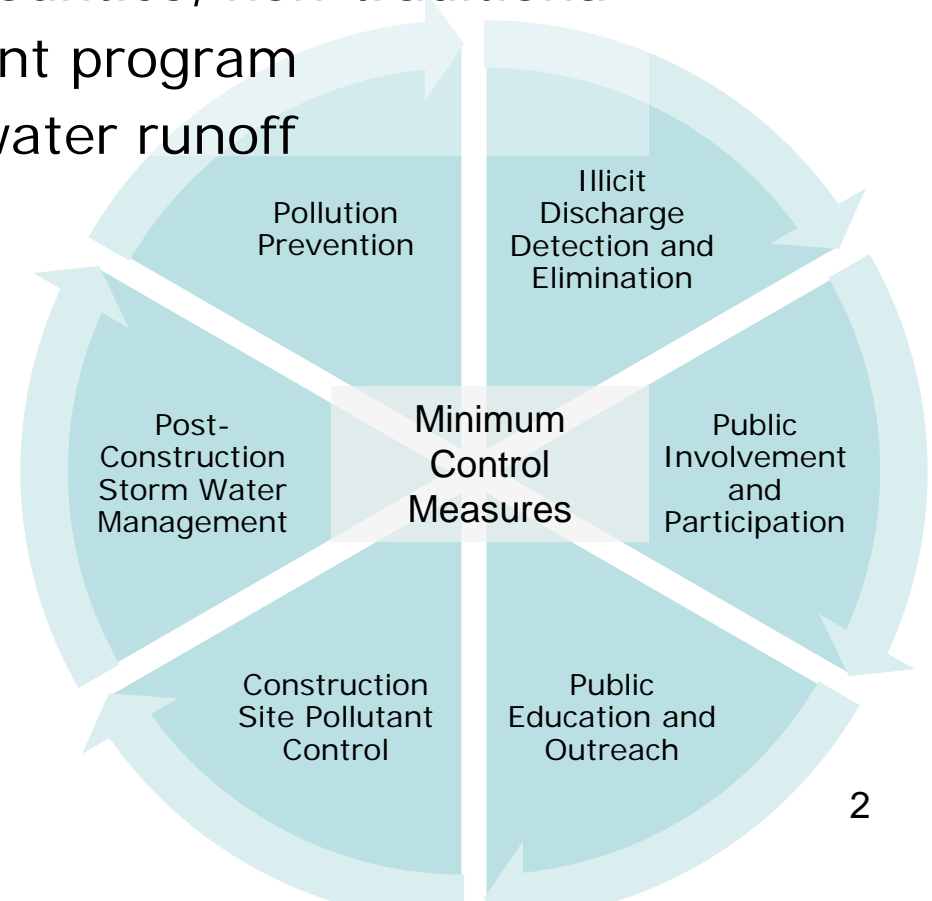 nt program
water runoff
Illicit
Discharge
Detection and
Elimination
Public
Involvement
and
Participation
Public
Education and
Outreach
Construction
Site Pollutant
Control
Post-
Construction
Storm Water
Management
Pollution
Prevention
Minimum
Control
Measures
2